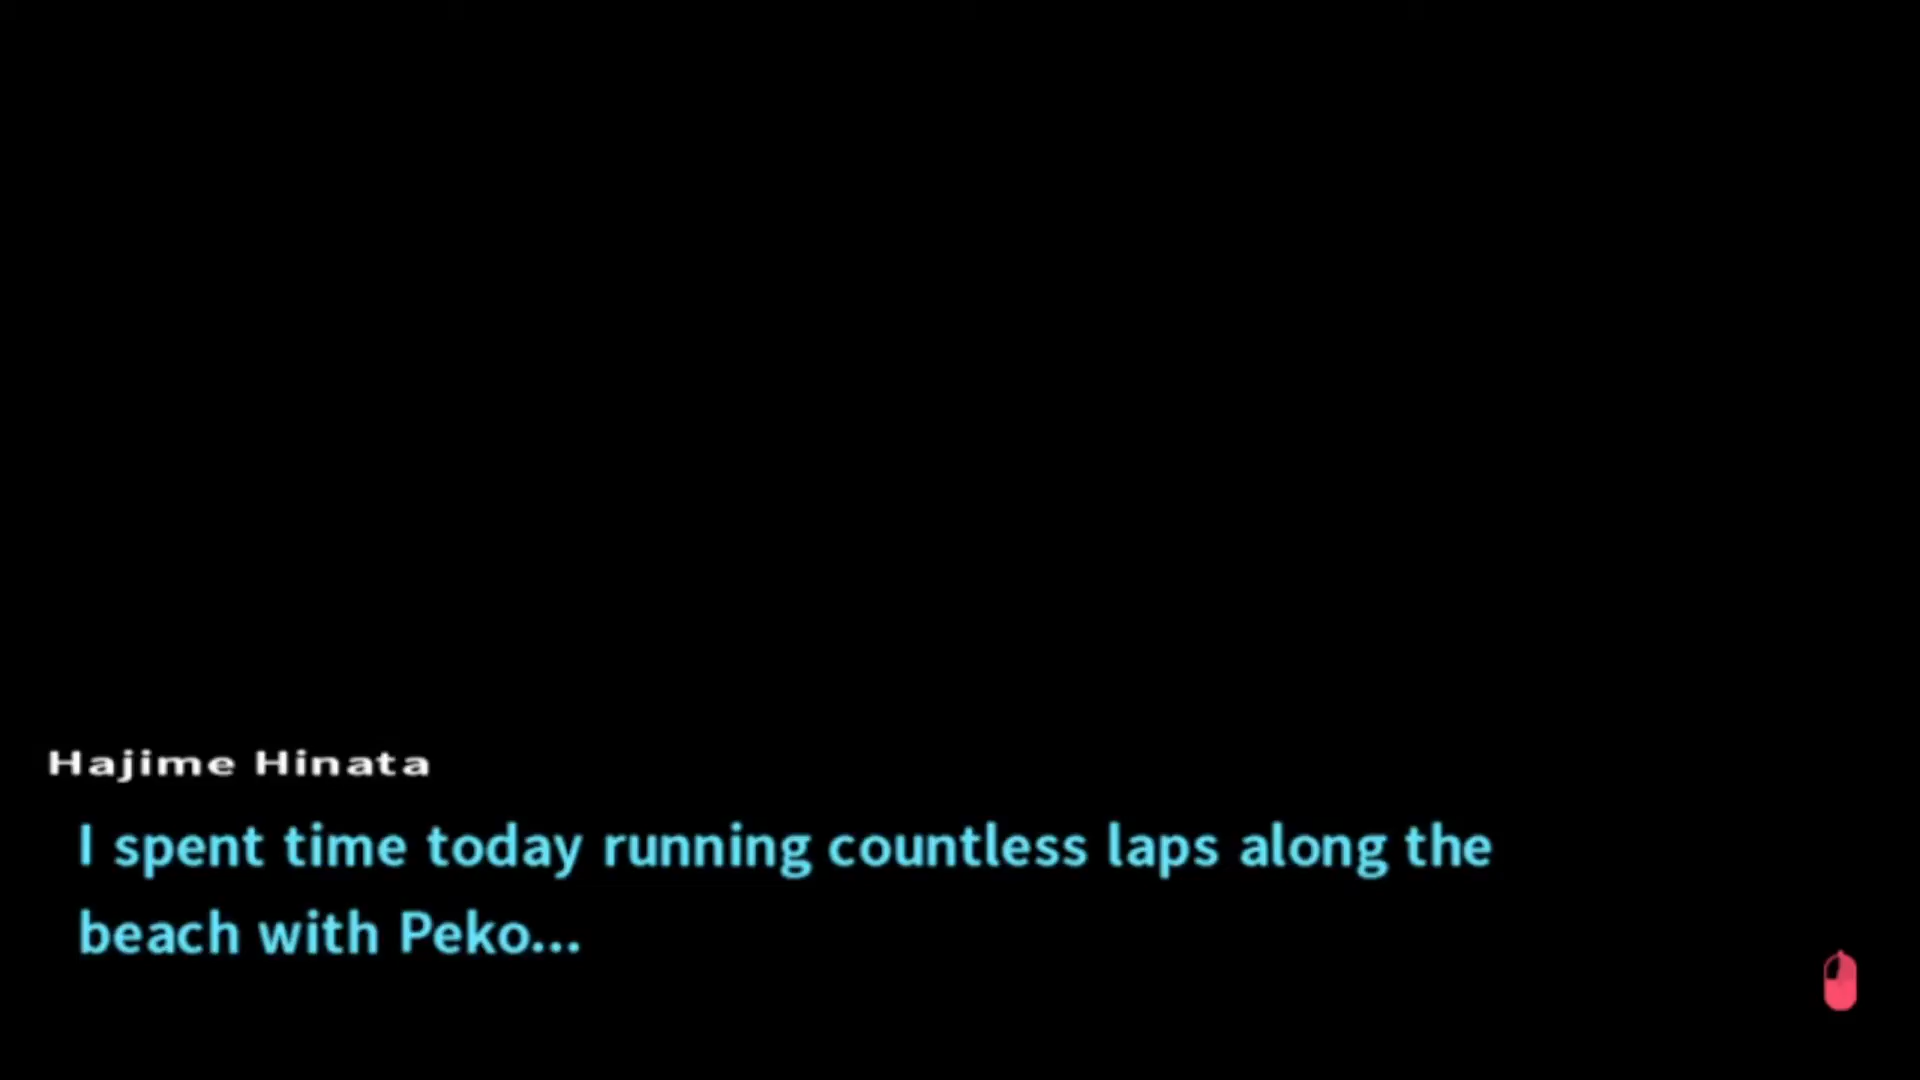 Hajime Hinata
I spent time today running countless laps along the
beach with Peko...